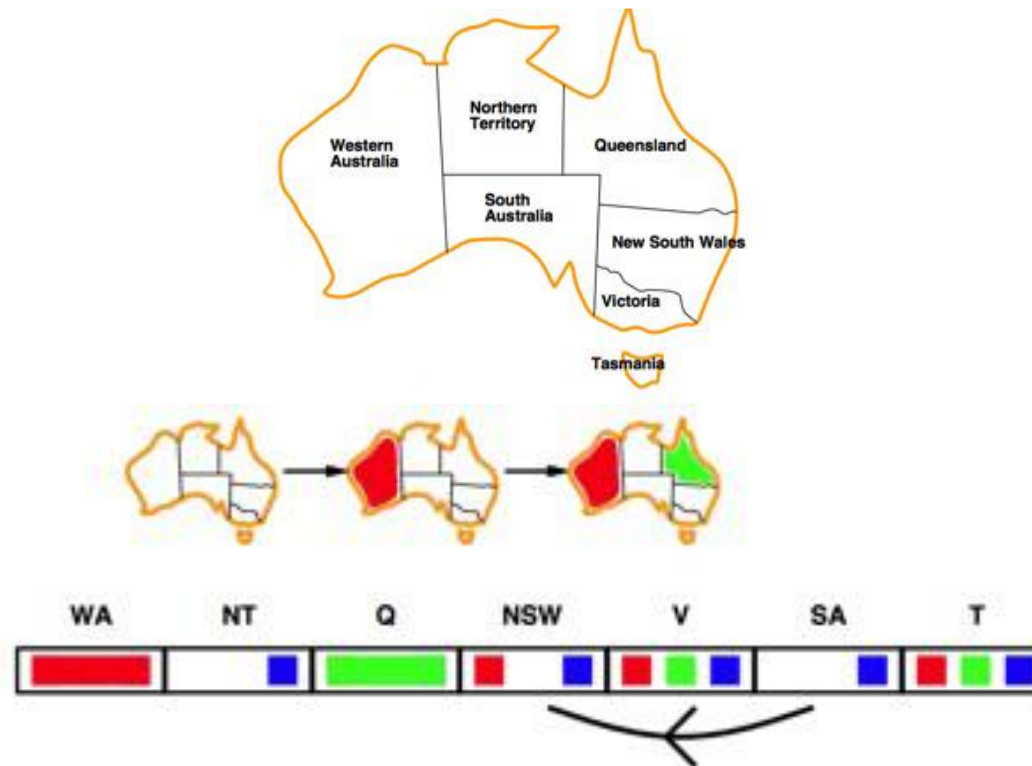 Northern
Territory
Western
Australia
Queensland
South
Australia
New South Wales
Victoria
Tasmania
WA NT Q NSW V SA T